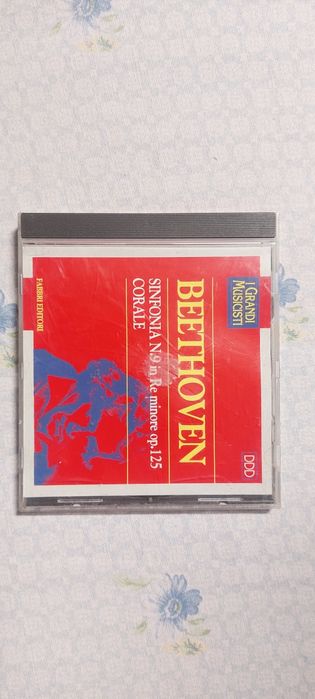 I GRANDI
MUSICISTI
DDD
BEETHOVEN
SINFONIA N.9 in Re minore op.125
CORALE
FABBRI EDITORI